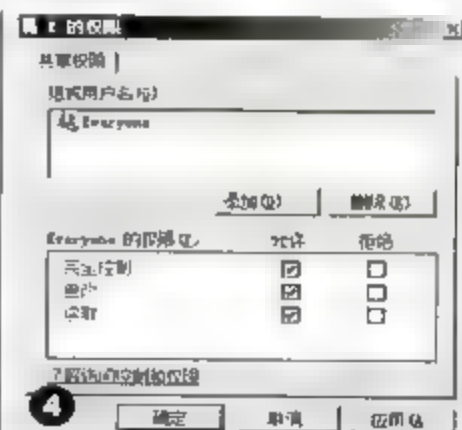 的权限
共享权限
组或用户名(G)
Everyone
添加(D) 删除(R)
Everyone 的权限(P) 允许 拒绝
完全控制
更改
读取
了解访问控制和权限
4
确定 取消 应用(A)